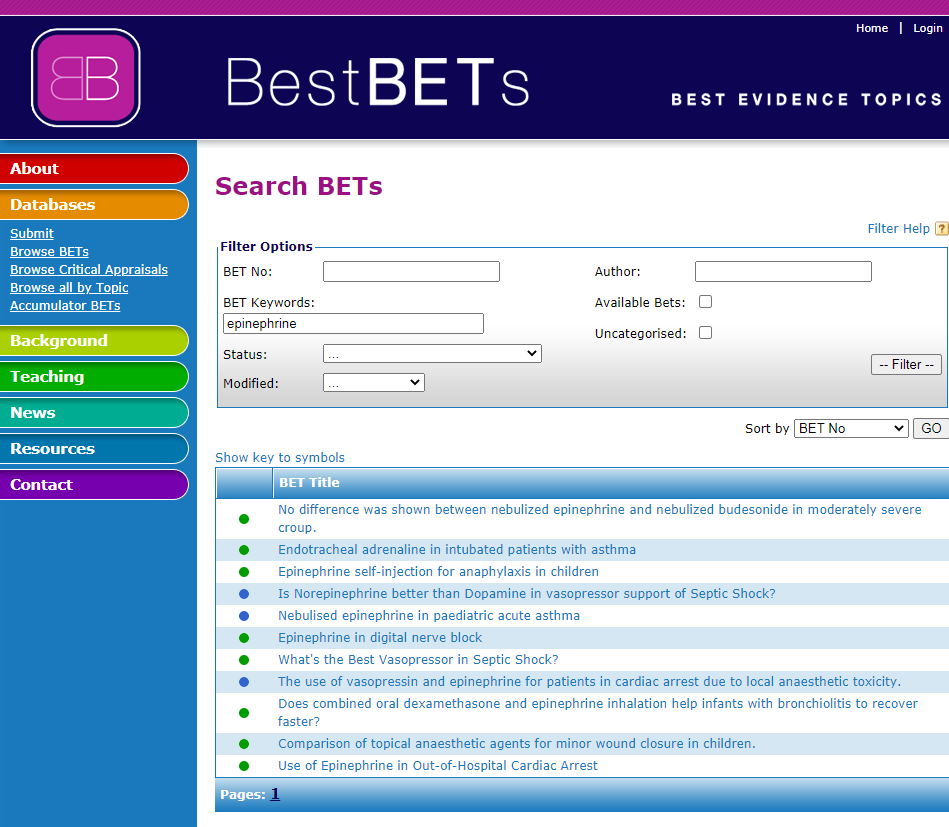 Home | Login
BestBETs
BEST EVIDENCE TOPICS
About
Databases
Submit
Browse BETs
Browse Critical Appraisals
Browse all by Topic
Accumulator BETs
Background
Teaching
News
Resources
Contact
Search BETs
Filter Help ?
Filter Options
BET No:
Author:
BET Keywords:
Available Bets:
epinephrine
Uncategorised:
Status: ...
-- Filter --
Modified: ...
Sort by BET No GO
Show key to symbols
BET Title
No difference was shown between nebulized epinephrine and nebulized budesonide in moderately severe
croup.
Endotracheal adrenaline in intubated patients with asthma
Epinephrine self-injection for anaphylaxis in children
Is Norepinephrine better than Dopamine in vasopressor support of Septic Shock?
Nebulised epinephrine in paediatric acute asthma
Epinephrine in digital nerve block
What's the Best Vasopressor in Septic Shock?
The use of vasopressin and epinephrine for patients in cardiac arrest due to local anaesthetic toxicity.
Does combined oral dexamethasone and epinephrine inhalation help infants with bronchiolitis to recover
faster?
Comparison of topical anaesthetic agents for minor wound closure in children.
Use of Epinephrine in Out-of-Hospital Cardiac Arrest
Pages: 1